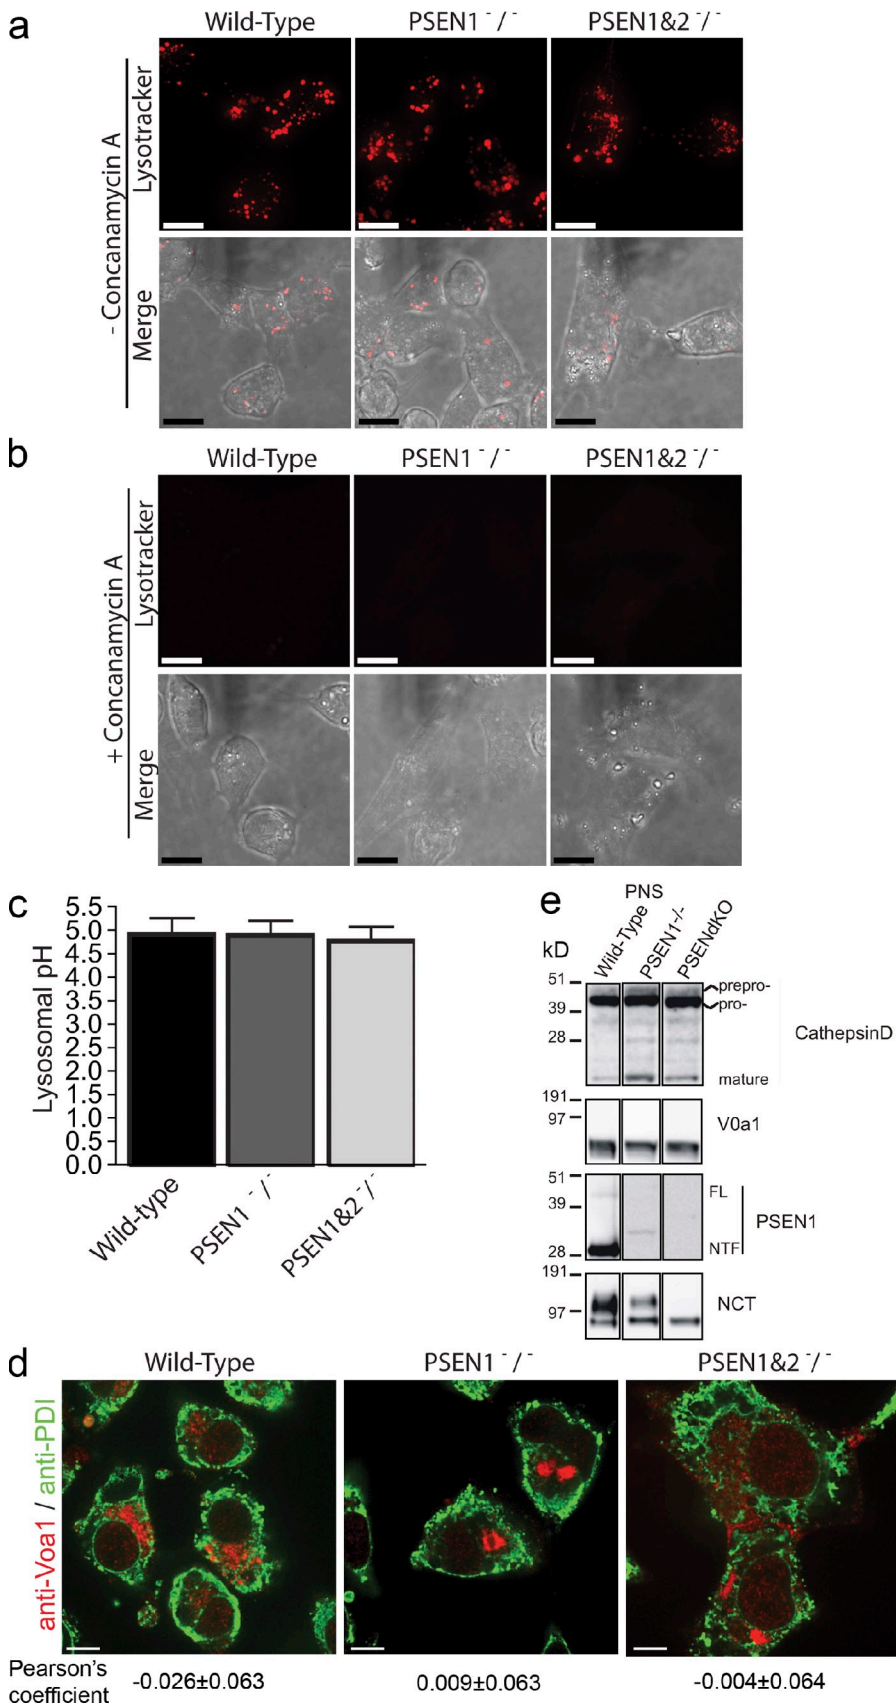 a
Wild-Type PSEN1 -/- PSEN1&2 -/-
- Concanamycin A
Lysotracker
Merge
b
Wild-Type PSEN1 -/- PSEN1&2 -/-
+ Concanamycin A
Lysotracker
Merge
c
Lysosomal pH
5.5
5.0
4.5
4.0
3.5
3.0
2.5
2.0
1.5
1.0
0.5
0.0
Wild-type PSEN1 -/- PSEN1&2 -/-
e
PNS
kD Wild-Type PSEN1-/- PSENdKO
51 prepro-
39 pro-
28 CathepsinD
mature
191
97 V0a1
51 FL
39 PSEN1
28 NTF
191
97 NCT
d
Wild-Type PSEN1 -/- PSEN1&2 -/-
anti-Voa1 / anti-PDI
Pearson's
coefficient -0.026±0.063 0.009±0.063 -0.004±0.064